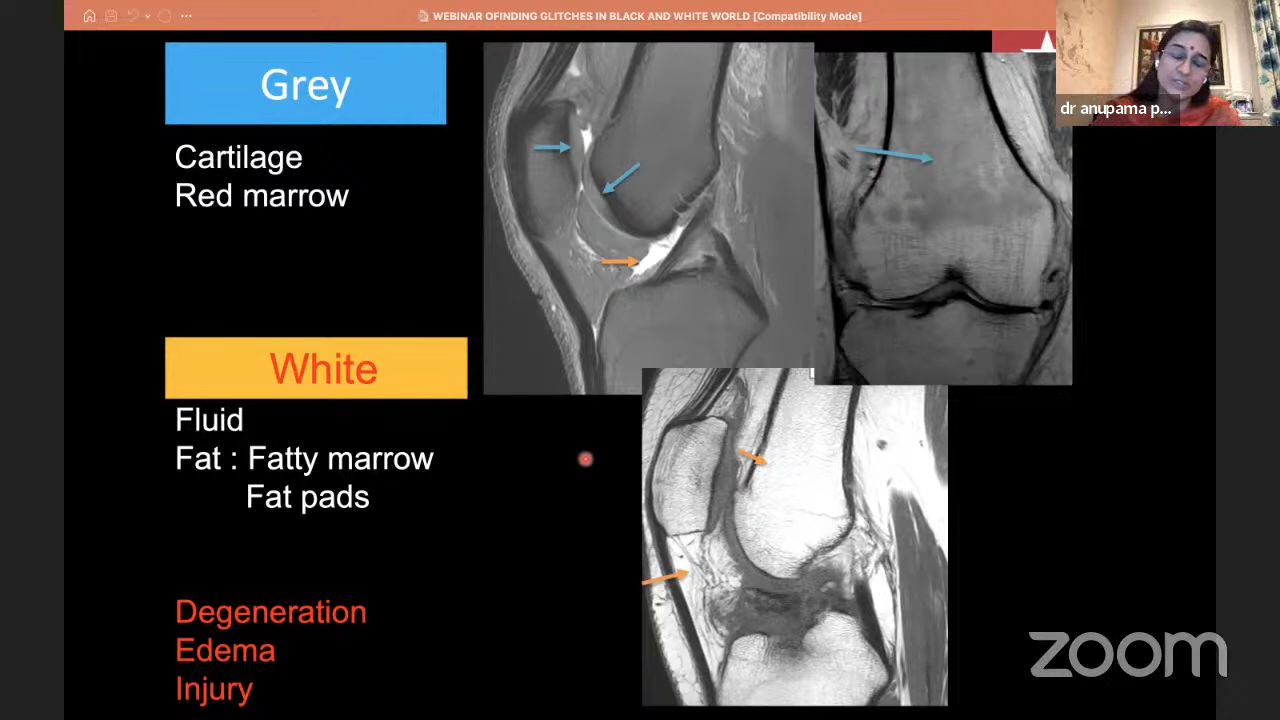 WEBINAR OFINDING GLITCHES IN BLACK AND WHITE WORLD [Compatibility Mode]
dr anupama p...
Grey
Cartilage
Red marrow
White
Fluid
Fat : Fatty marrow
Fat pads
Degeneration
Edema
Injury
zoom